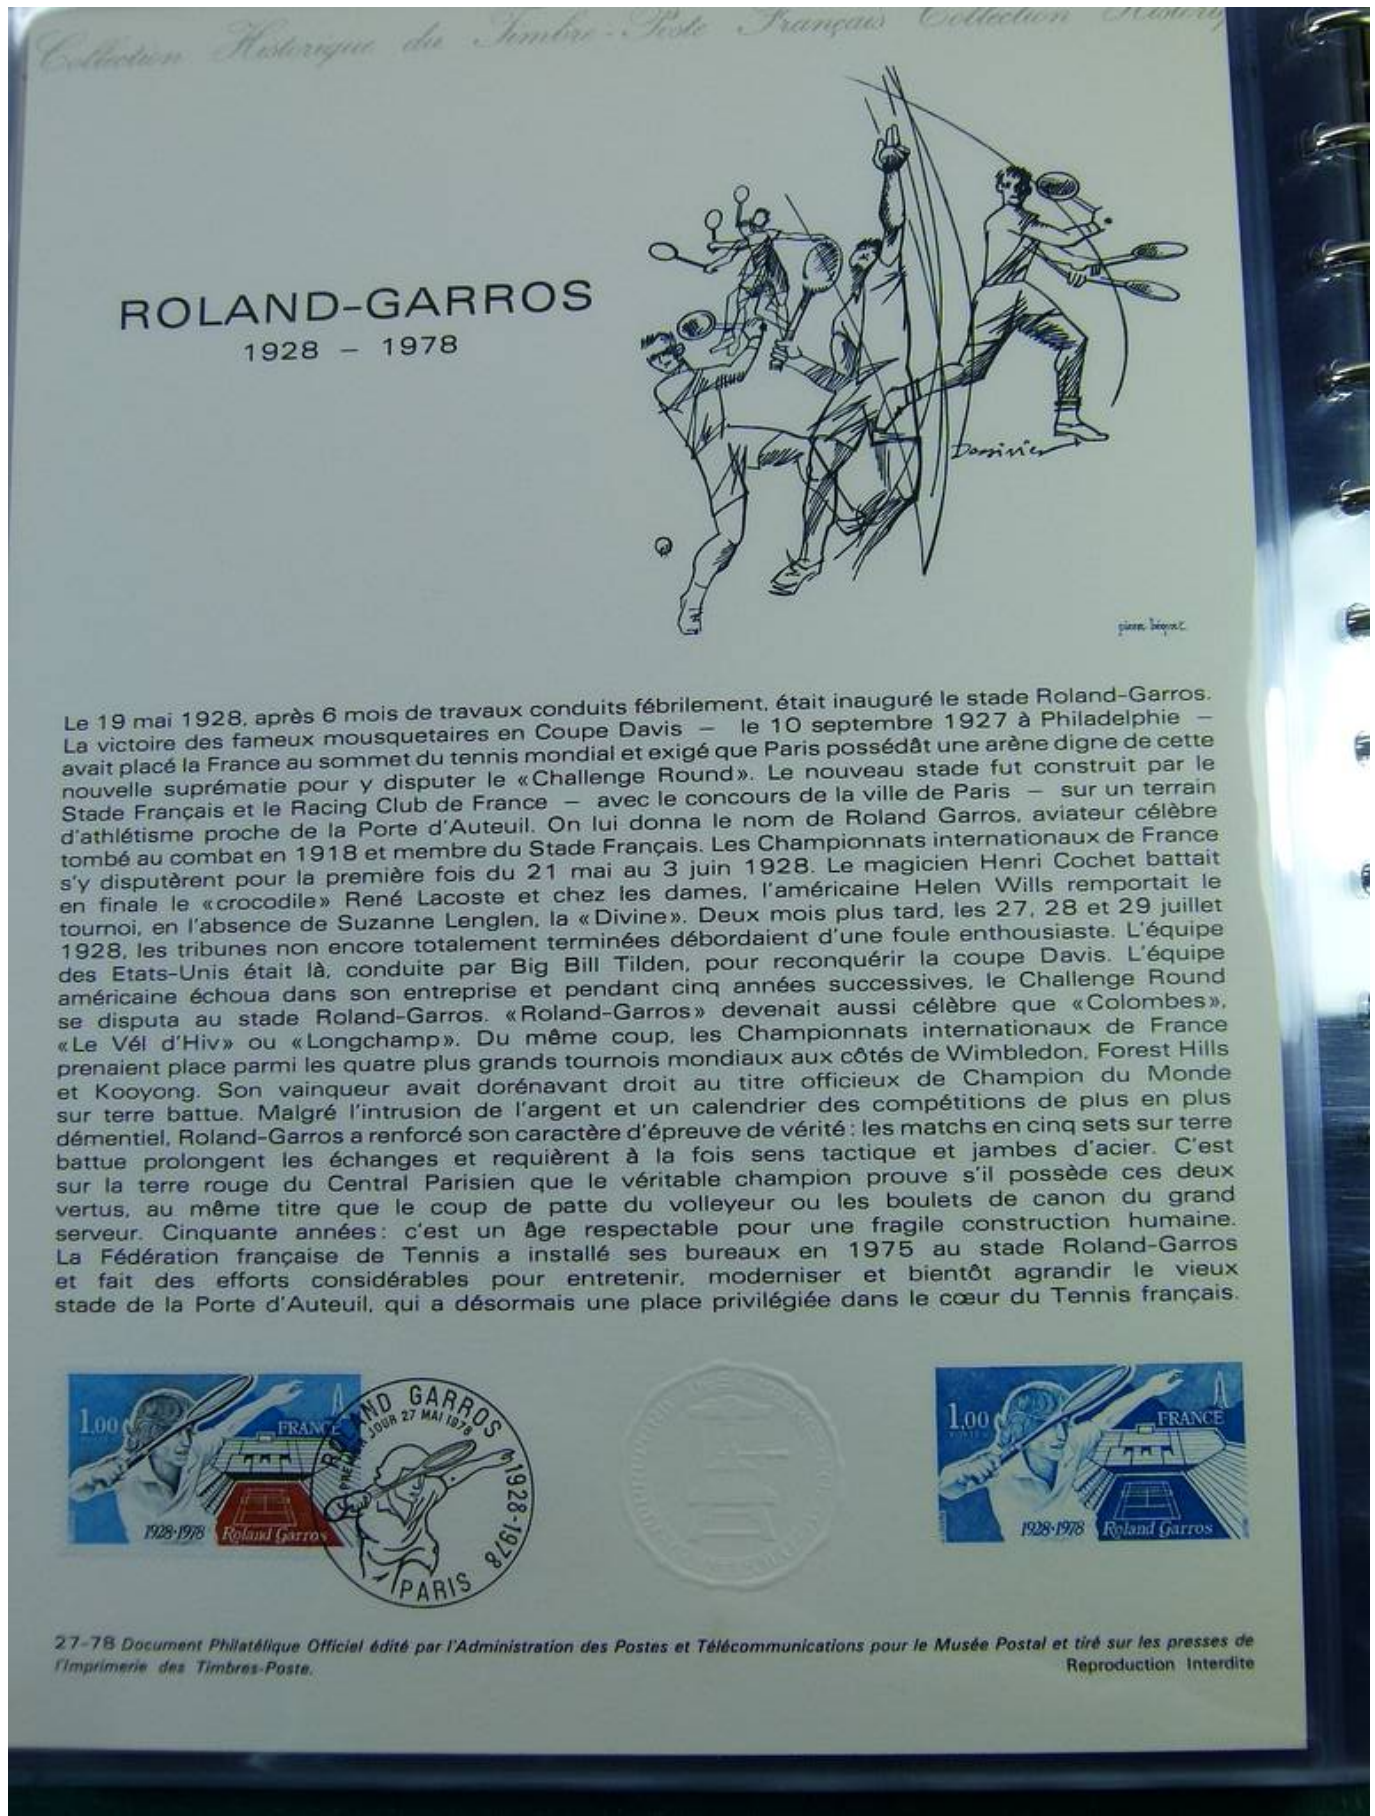 Collection Historique du Timbre-Poste Français Collection
ROLAND-GARROS
1928 – 1978
Le 19 mai 1928, après 6 mois de travaux conduits fébrilement, était inauguré le stade Roland-Garros.
La victoire des fameux mousquetaires en Coupe Davis – le 10 septembre 1927 à Philadelphie –
avait placé la France au sommet du tennis mondial et exigé que Paris possédât une arène digne de cette
nouvelle suprématie pour y disputer le «Challenge Round». Le nouveau stade fut construit par le
Stade Français et le Racing Club de France – avec le concours de la ville de Paris – sur un terrain
d'athlétisme proche de la Porte d'Auteuil. On lui donna le nom de Roland Garros, aviateur célèbre
tombé au combat en 1918 et membre du Stade Français. Les Championnats internationaux de France
s'y disputèrent pour la première fois du 21 mai au 3 juin 1928. Le magicien Henri Cochet battait
en finale le «crocodile» René Lacoste et chez les dames, l'américaine Helen Wills remportait le
tournoi, en l'absence de Suzanne Lenglen, la «Divine». Deux mois plus tard, les 27, 28 et 29 juillet
1928, les tribunes non encore totalement terminées débordaient d'une foule enthousiaste. L'équipe
des Etats-Unis était là, conduite par Big Bill Tilden, pour reconquérir la coupe Davis. L'équipe
américaine échoua dans son entreprise et pendant cinq années successives, le Challenge Round
se disputa au stade Roland-Garros. «Roland-Garros» devenait aussi célèbre que «Colombes»,
«Le Vél d'Hiv» ou «Longchamp». Du même coup, les Championnats internationaux de France
prenaient place parmi les quatre plus grands tournois mondiaux aux côtés de Wimbledon, Forest Hills
et Kooyong. Son vainqueur avait dorénavant droit au titre officieux de Champion du Monde
sur terre battue. Malgré l'intrusion de l'argent et un calendrier des compétitions de plus en plus
démentiel, Roland-Garros a renforcé son caractère d'épreuve de vérité : les matchs en cinq sets sur terre
battue prolongent les échanges et requièrent à la fois sens tactique et jambes d'acier. C'est
sur la terre rouge du Central Parisien que le véritable champion prouve s'il possède ces deux
vertus, au même titre que le coup de patte du volleyeur ou les boulets de canon du grand
serveur. Cinquante années : c'est un âge respectable pour une fragile construction humaine.
La Fédération française de Tennis a installé ses bureaux en 1975 au stade Roland-Garros
et fait des efforts considérables pour entretenir, moderniser et bientôt agrandir le vieux
stade de la Porte d'Auteuil, qui a désormais une place privilégiée dans le cœur du Tennis français.
1.00
FRANCE
1928·1978
Roland Garros
ROLAND GARROS 1928-1978
PREMIER JOUR 27 MAI 1978
PARIS
1.00
FRANCE
1928·1978
Roland Garros
27-78 Document Philatélique Officiel édité par l'Administration des Postes et Télécommunications pour le Musée Postal et tiré sur les presses de
l'Imprimerie des Timbres-Poste.
Reproduction Interdite